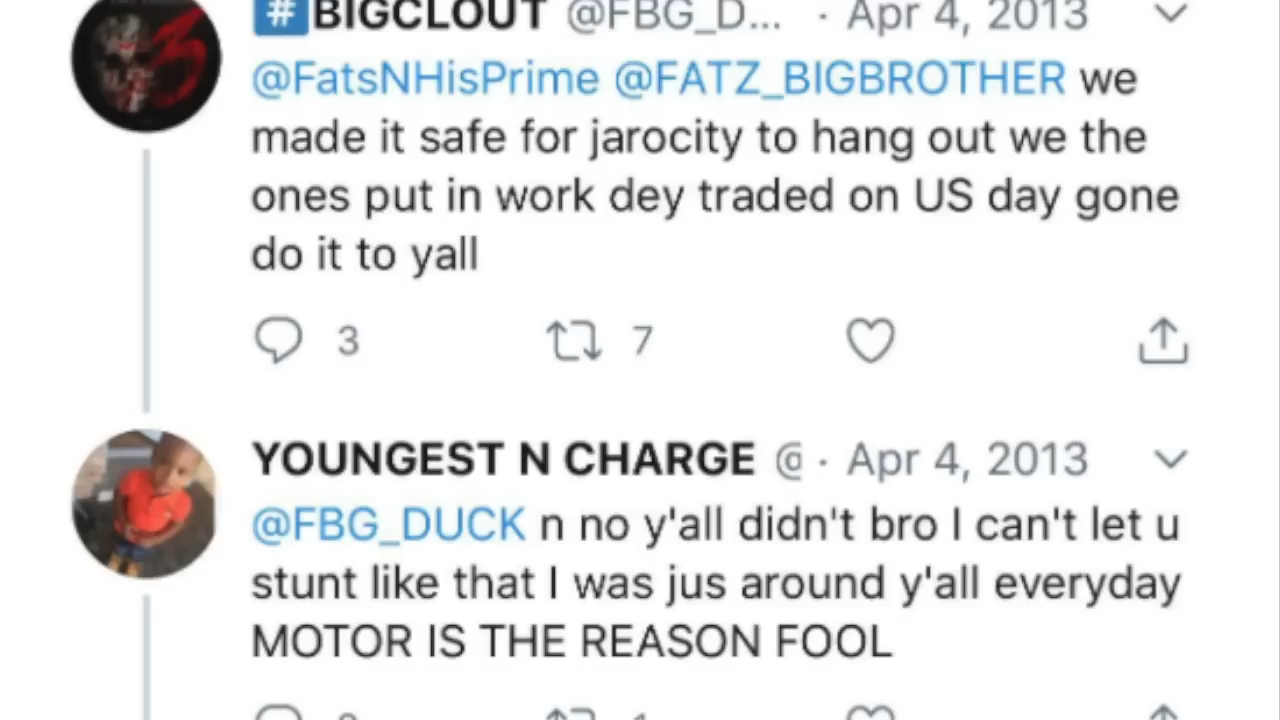 #BIGCLOUT @FBG_D... · Apr 4, 2013
@FatsNHisPrime @FATZ_BIGBROTHER we
made it safe for jarocity to hang out we the
ones put in work dey traded on US day gone
do it to yall
3 7
YOUNGEST N CHARGE @ · Apr 4, 2013
@FBG_DUCK n no y'all didn't bro I can't let u
stunt like that I was jus around y'all everyday
MOTOR IS THE REASON FOOL